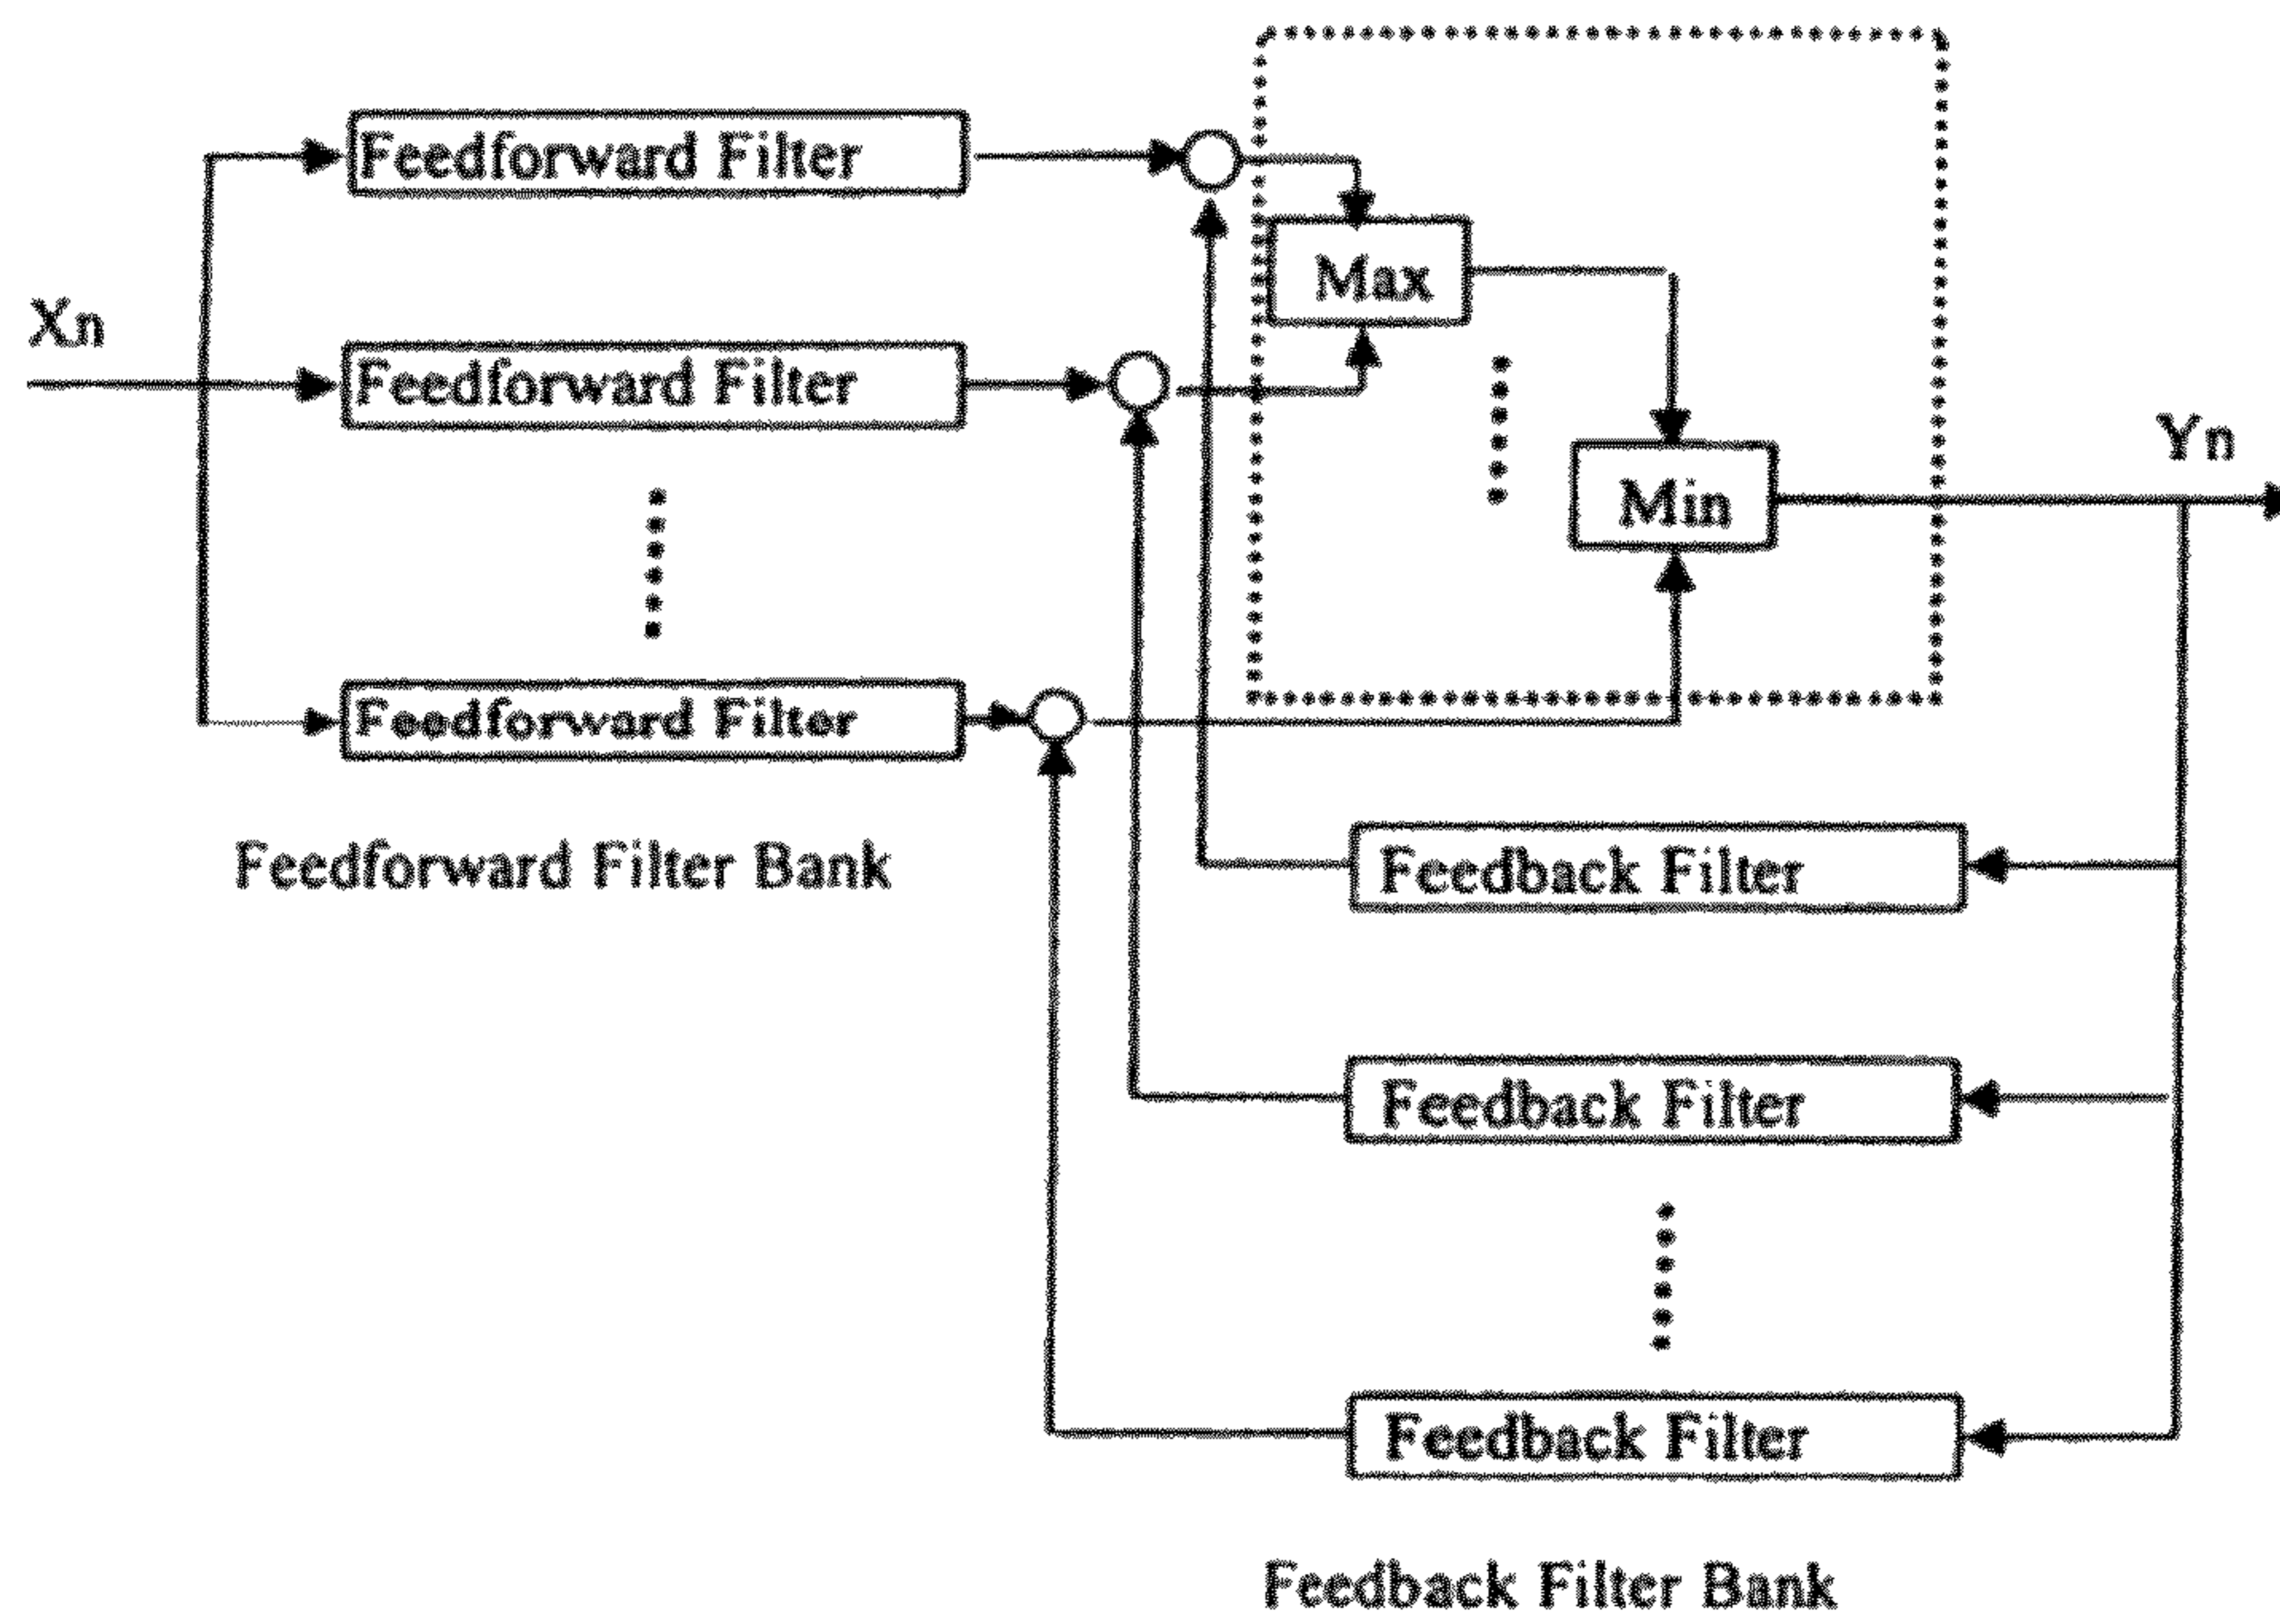 Feedforward Filter
Max
Xn
Feedforward Filter
Yn
Min
Feedforward Filter
Feedforward Filter Bank
Feedback Filter
Feedback Filter
Feedback Filter
Feedback Filter Bank